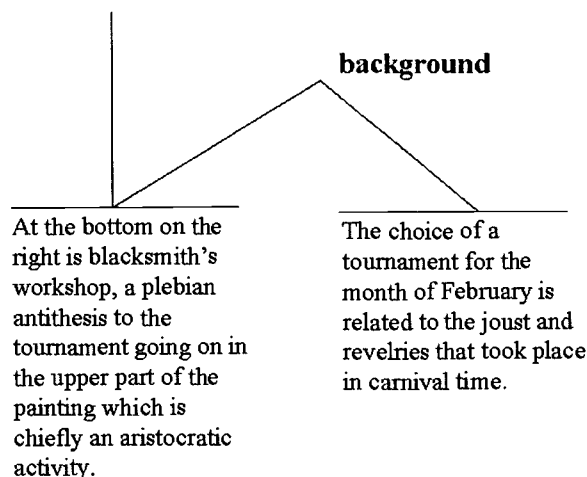 background
At the bottom on the
right is blacksmith's
workshop, a plebian
antithesis to the
tournament going on in
the upper part of the
painting which is
chiefly an aristocratic
activity.
The choice of a
tournament for the
month of February is
related to the joust and
revelries that took place
in carnival time.